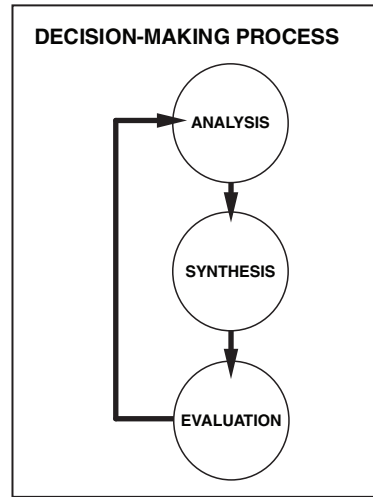 DECISION-MAKING PROCESS
ANALYSIS
SYNTHESIS
EVALUATION